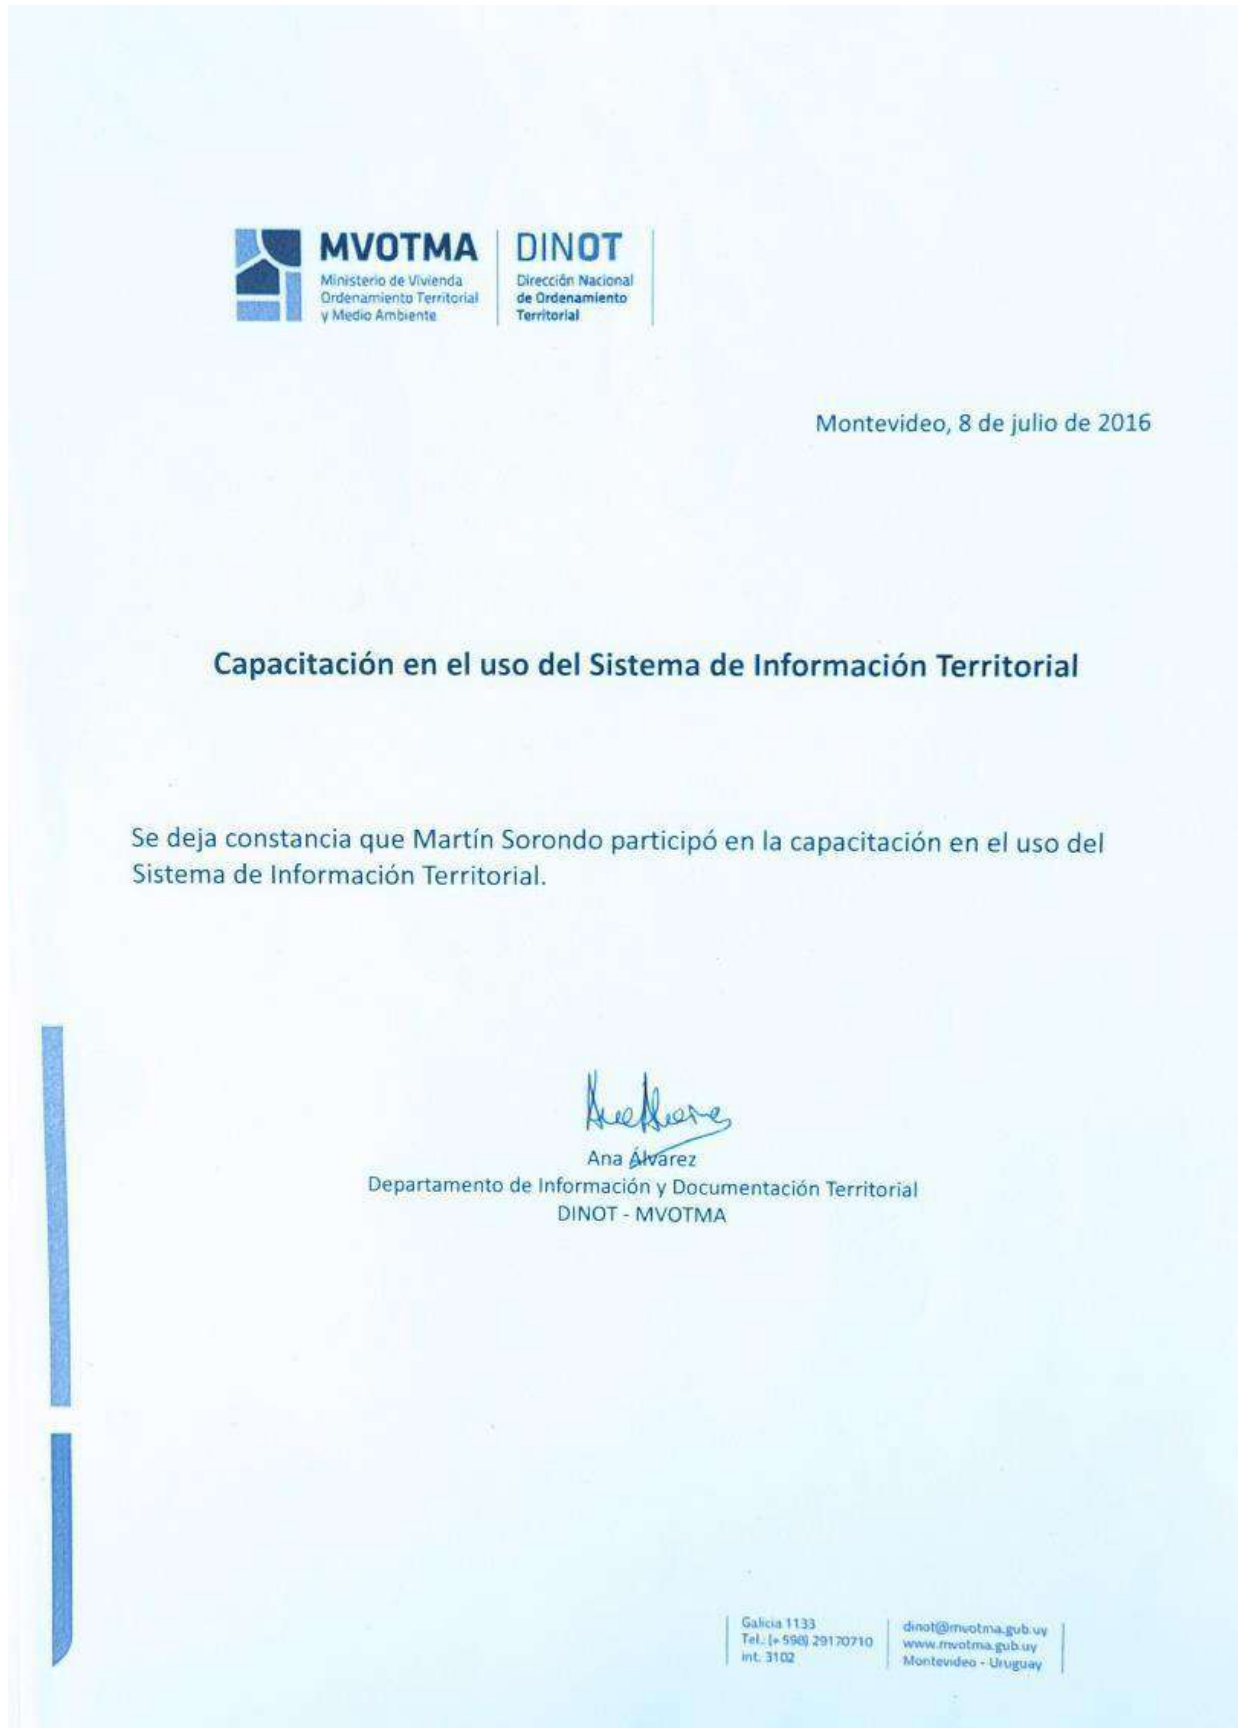 MVOTMA
Ministerio de Vivienda
Ordenamiento Territorial
y Medio Ambiente
DINOT
Dirección Nacional
de Ordenamiento
Territorial
Montevideo, 8 de julio de 2016
Capacitación en el uso del Sistema de Información Territorial
Se deja constancia que Martín Sorondo participó en la capacitación en el uso del
Sistema de Información Territorial.
Ana Álvarez
Departamento de Información y Documentación Territorial
DINOT - MVOTMA
Galicia 1133
Tel.: (+ 598) 29170710
int. 3102
dinot@mvotma.gub.uy
www.mvotma.gub.uy
Montevideo - Uruguay